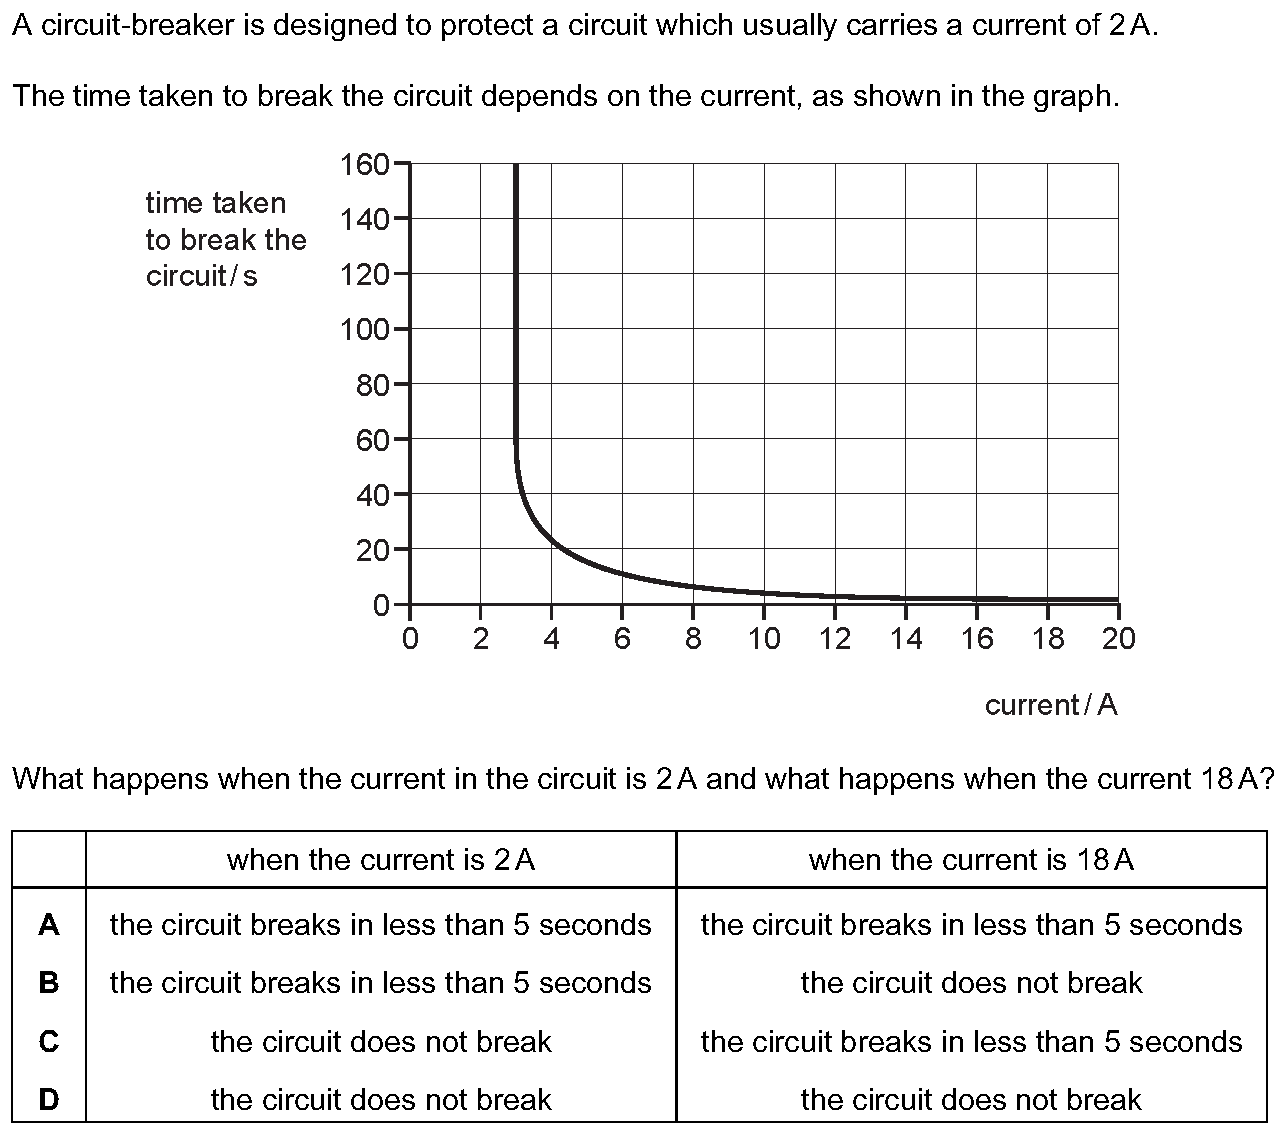 A circuit-breaker is designed to protect a circuit which usually carries a current of 2 A.
The time taken to break the circuit depends on the current, as shown in the graph.
time taken
to break the
circuit / s
160
140
120
100
80
60
40
20
0
0 2 4 6 8 10 12 14 16 18 20
current / A
What happens when the current in the circuit is 2 A and what happens when the current 18 A?
when the current is 2 A when the current is 18 A
A the circuit breaks in less than 5 seconds the circuit breaks in less than 5 seconds
B the circuit breaks in less than 5 seconds the circuit does not break
C the circuit does not break the circuit breaks in less than 5 seconds
D the circuit does not break the circuit does not break